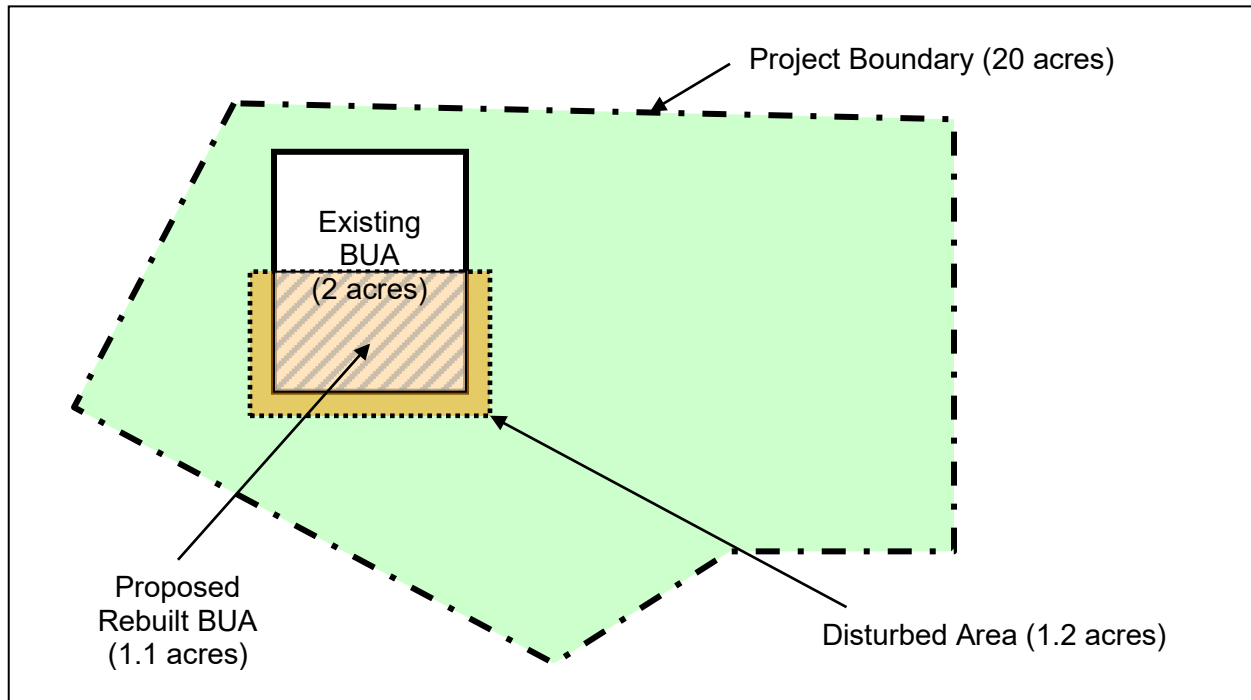 Project Boundary (20 acres)
Existing
BUA
(2 acres)
Proposed
Rebuilt BUA
(1.1 acres)
Disturbed Area (1.2 acres)